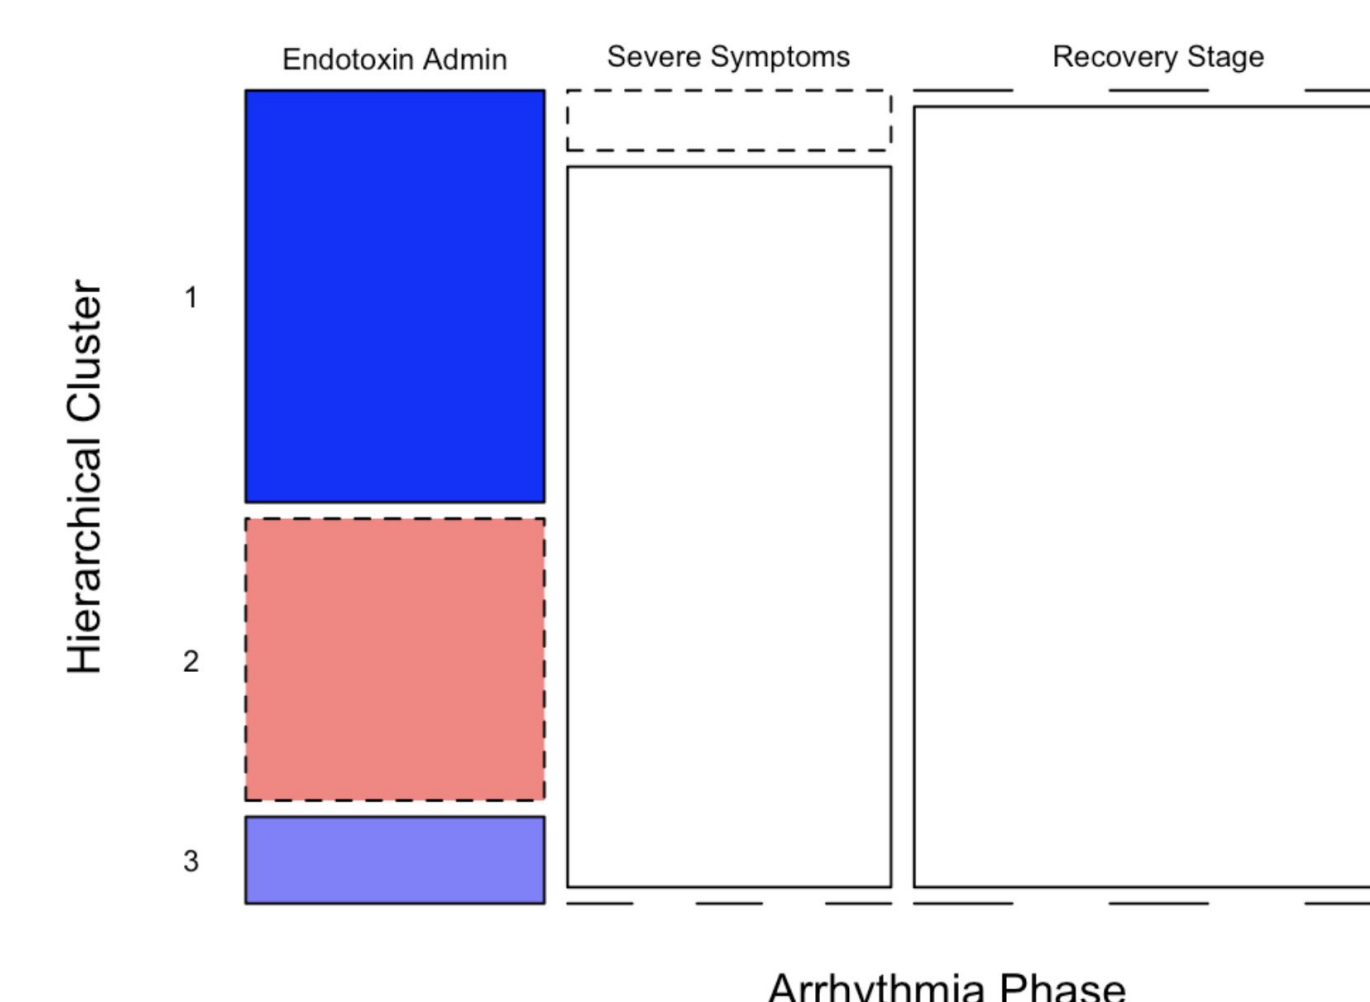 Endotoxin Admin
Severe Symptoms
Recovery Stage
Hierarchical Cluster
1
2
3
Arrhythmia Phase